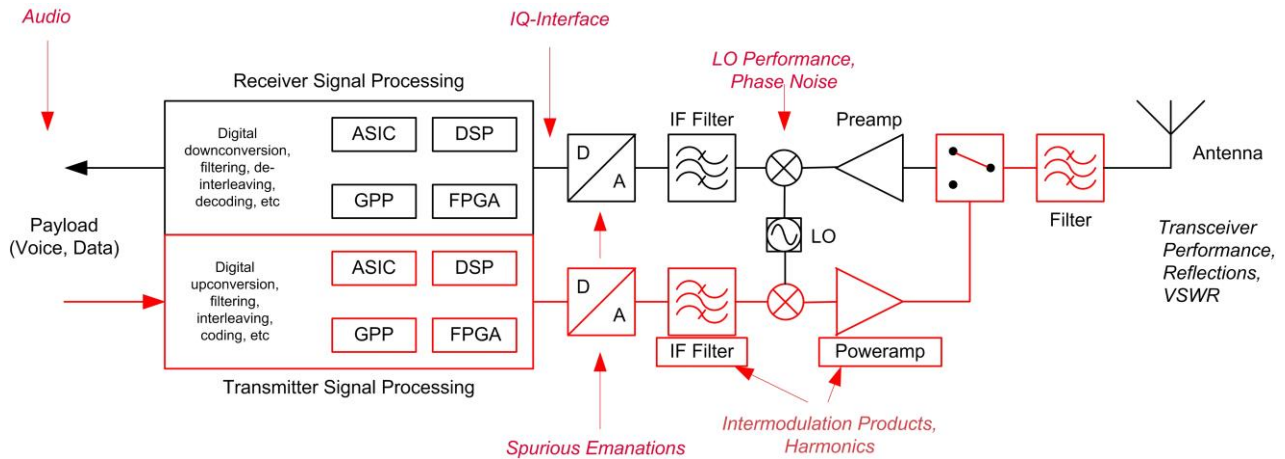 Audio
IQ-Interface
LO Performance,
Phase Noise
Receiver Signal Processing
IF Filter
Preamp
Digital
downconversion,
filtering, de-
interleaving,
decoding, etc
ASIC
DSP
GPP
FPGA
D
A
Antenna
Payload
(Voice, Data)
LO
Filter
Transceiver
Performance,
Reflections,
VSWR
Digital
upconversion,
filtering,
interleaving,
coding, etc
ASIC
DSP
GPP
FPGA
D
A
IF Filter
Poweramp
Transmitter Signal Processing
Spurious Emanations
Intermodulation Products,
Harmonics